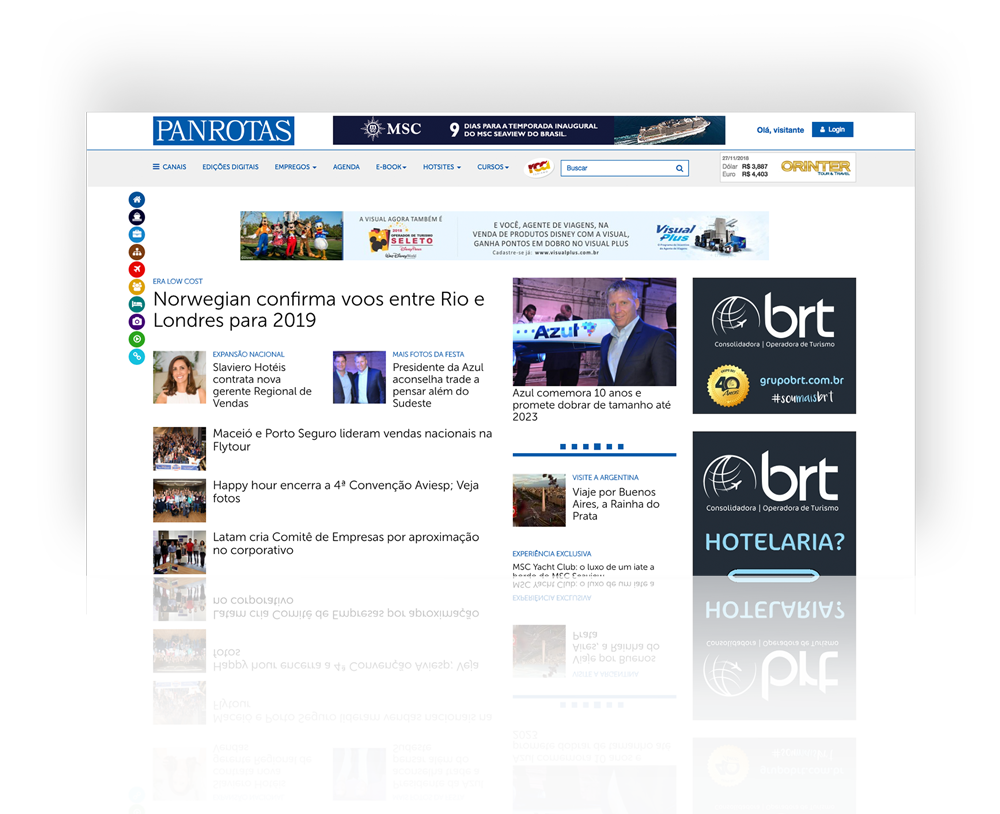 PANROTAS
MSC
9 DIAS PARA A TEMPORADA INAUGURAL
DO MSC SEAVIEW DO BRASIL.
Olá, visitante
Login
CANAIS
EDIÇÕES DIGITAIS
EMPREGOS
AGENDA
E-BOOK
HOTSITES
CURSOS
Buscar
27/11/2018
Dólar R$ 3,887
Euro R$ 4,403
ORINTER
TOUR & TRAVEL
A VISUAL AGORA TAMBÉM É
2018
OPERADOR DE TURISMO
SELETO
Disney Parks
Walt Disney World
E VOCÊ, AGENTE DE VIAGENS, NA
VENDA DE PRODUTOS DISNEY COM A VISUAL,
GANHA PONTOS EM DOBRO NO VISUAL PLUS
Cadastre-se já: www.visualplus.com.br
Visual
Plus
ERA LOW COST
Norwegian confirma voos entre Rio e
Londres para 2019
EXPANSÃO NACIONAL
Slaviero Hotéis
contrata nova
gerente Regional de
Vendas
MAIS FOTOS DA FESTA
Presidente da Azul
aconselha trade a
pensar além do
Sudeste
Maceió e Porto Seguro lideram vendas nacionais na
Flytour
Happy hour encerra a 4ª Convenção Aviesp; Veja
fotos
Latam cria Comitê de Empresas por aproximação
no corporativo
Azul
Azul comemora 10 anos e
promete dobrar de tamanho até
2023
VISITE A ARGENTINA
Viaje por Buenos
Aires, a Rainha do
Prata
EXPERIÊNCIA EXCLUSIVA
MSC Yacht Club: o luxo de um iate a
bordo do MSC Seaview
brt
Consolidadora | Operadora de Turismo
40
grupobrt.com.br
#seumaisbrt
brt
Consolidadora | Operadora de Turismo
HOTELARIA?